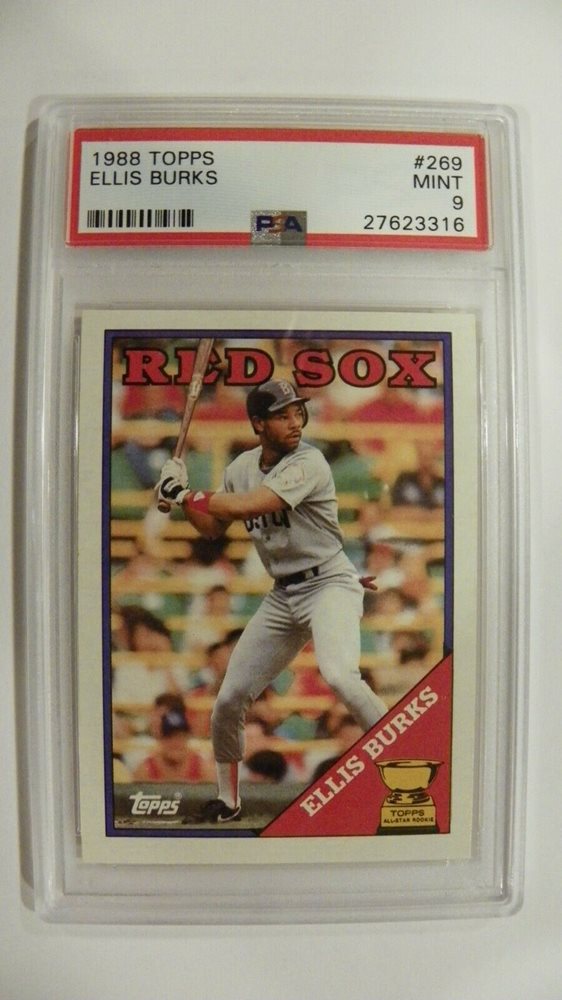 1988 TOPPS #269
ELLIS BURKS MINT
9
PSA 27623316
RED SOX
B
ELLIS BURKS
topps
TOPPS
ALL-STAR ROOKIE